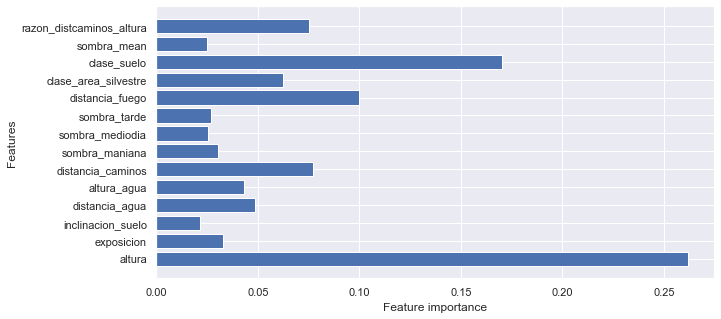 razon_distcaminos_altura
sombra_mean
clase_suelo
clase_area_silvestre
distancia_fuego
sombra_tarde
sombra_mediodia
sombra_maniana
distancia_caminos
altura_agua
distancia_agua
inclinacion_suelo
exposicion
altura
Features
0.00 0.05 0.10 0.15 0.20 0.25
Feature importance